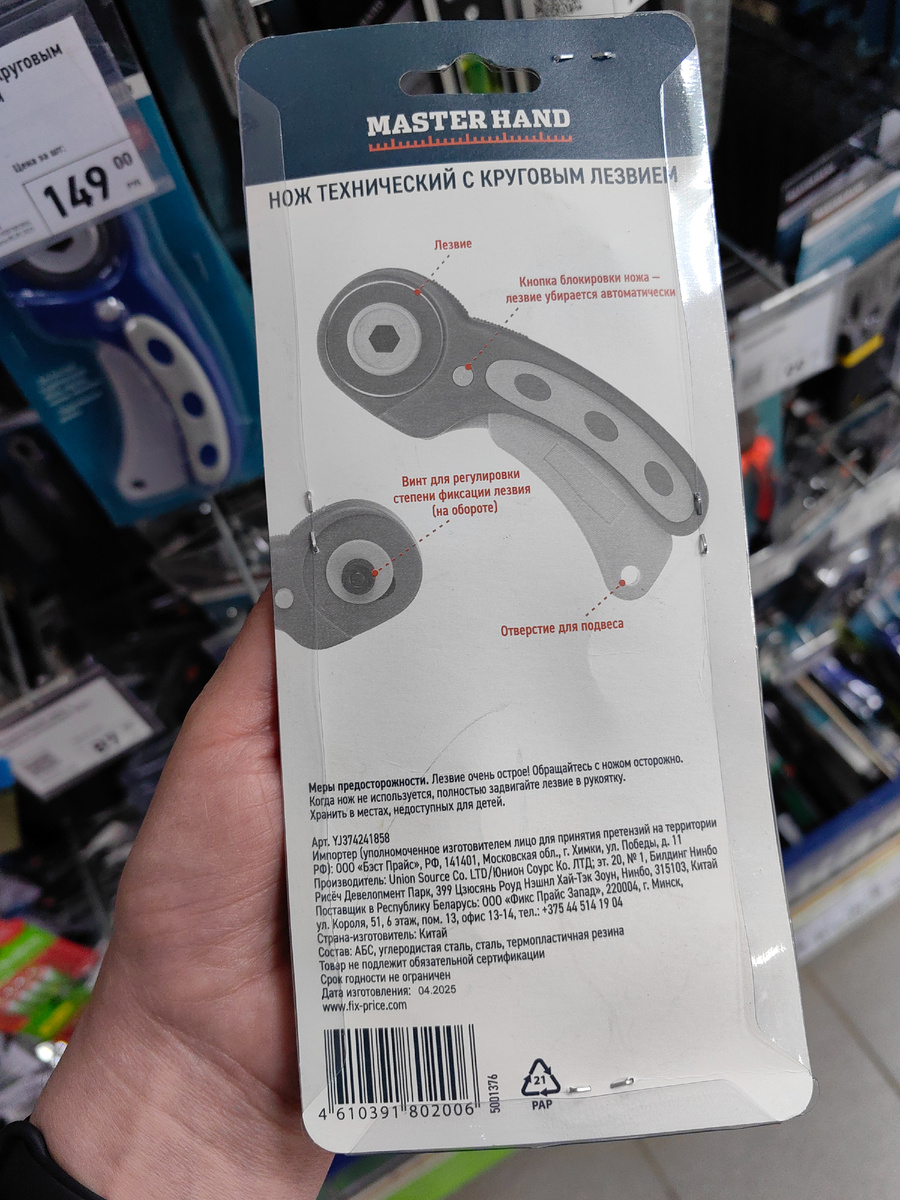 круговым
Цена за шт:
149 00
РУБ
MASTER HAND
НОЖ ТЕХНИЧЕСКИЙ С КРУГОВЫМ ЛЕЗВИЕМ
Лезвие
Кнопка блокировки ножа –
лезвие убирается автоматически
Винт для регулировки
степени фиксации лезвия
(на обороте)
Отверстие для подвеса
Меры предосторожности. Лезвие очень острое! Обращайтесь с ножом осторожно.
Когда нож не используется, полностью задвигайте лезвие в рукоятку.
Хранить в местах, недоступных для детей.
Арт. YJ374241858
Импортер (уполномоченное изготовителем лицо для принятия претензий на территории
РФ): ООО «Бэст Прайс», РФ, 141401, Московская обл., г. Химки, ул. Победы, д. 11
Производитель: Union Source Co. LTD/Юнион Соурс Ко. ЛТД; эт. 20, № 1, Билдинг Нинбо
Рисёч Девелопмент Парк, 399 Цзюсянь Роуд Нэшнл Хай-Тэк Зоун, Нинбо, 315103, Китай
Поставщик в Республику Беларусь: ООО «Фикс Прайс Запад», 220004, г. Минск,
ул. Короля, 51, 6 этаж, пом. 13, офис 13-14, тел.: +375 44 514 19 04
Страна-изготовитель: Китай
Состав: АБС, углеродистая сталь, сталь, термопластичная резина
Товар не подлежит обязательной сертификации
Срок годности не ограничен
Дата изготовления: 04.2025
www.fix-price.com
4 610391 802006
5001376
21
PAP